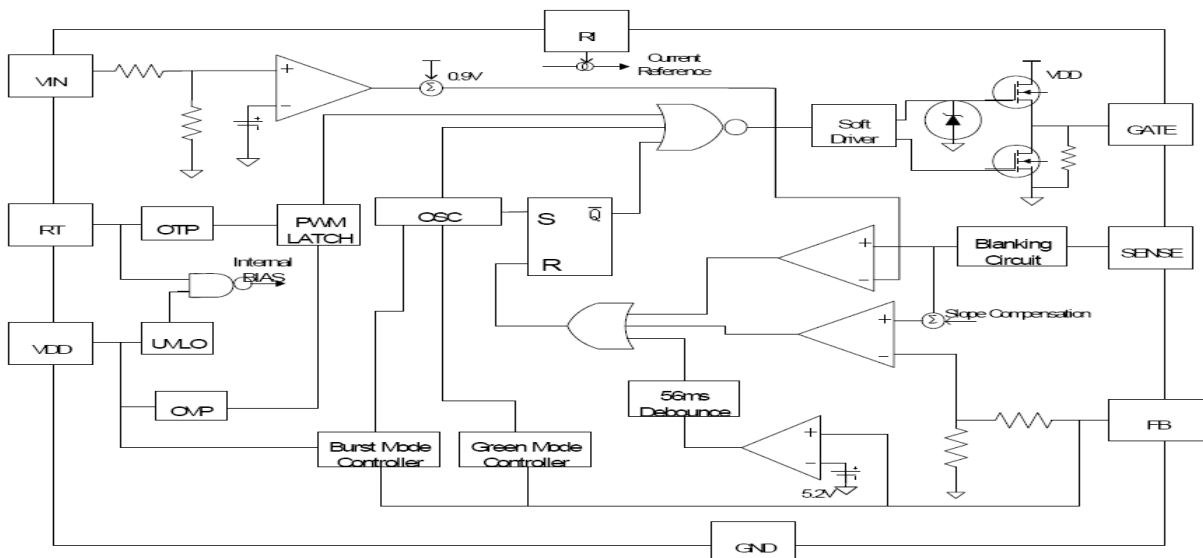 RI
VIN
0.9V
Current
Reference
VDD
+
−
Σ
Soft
Driver
GATE
RT
OTP
PWM
LATCH
OSC
S
Q
R
Internal
BIAS
+
−
Blanking
Circuit
SENSE
VDD
UVLO
+
−
Σ
Slope Compensation
OVP
56ms
Debounce
FB
Burst Mode
Controller
Green Mode
Controller
+
−
5.2V
GND